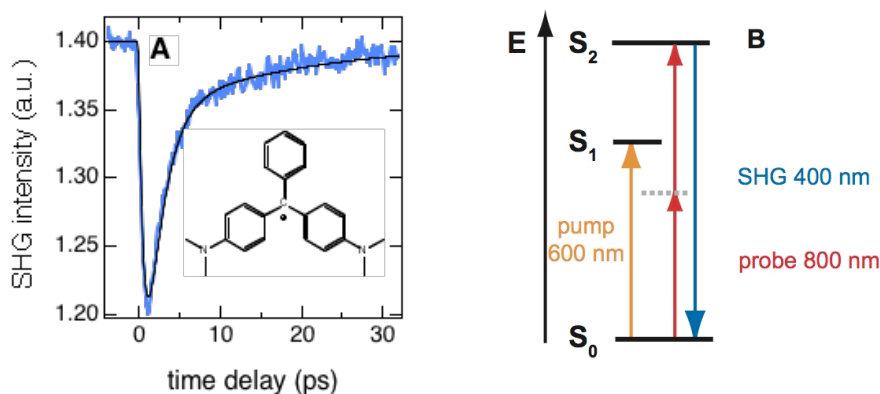 A
SHG intensity (a.u.)
1.40
1.35
1.30
1.25
1.20
0
10
20
30
time delay (ps)
C
N
N
B
E
S2
S1
S0
pump
600 nm
SHG 400 nm
probe 800 nm